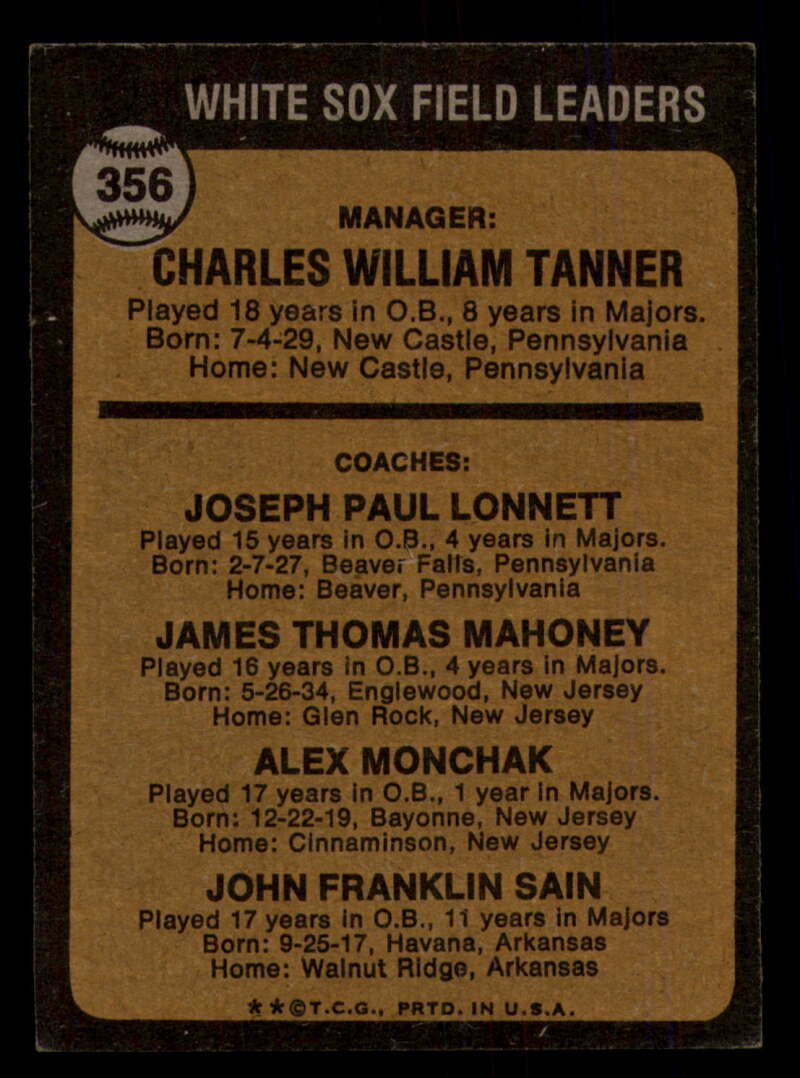 WHITE SOX FIELD LEADERS
356
MANAGER:
CHARLES WILLIAM TANNER
Played 18 years in O.B., 8 years in Majors.
Born: 7-4-29, New Castle, Pennsylvania
Home: New Castle, Pennsylvania
COACHES:
JOSEPH PAUL LONNETT
Played 15 years in O.B., 4 years in Majors.
Born: 2-7-27, Beaver Falls, Pennsylvania
Home: Beaver, Pennsylvania
JAMES THOMAS MAHONEY
Played 16 years in O.B., 4 years in Majors.
Born: 5-26-34, Englewood, New Jersey
Home: Glen Rock, New Jersey
ALEX MONCHAK
Played 17 years in O.B., 1 year in Majors.
Born: 12-22-19, Bayonne, New Jersey
Home: Cinnaminson, New Jersey
JOHN FRANKLIN SAIN
Played 17 years in O.B., 11 years in Majors
Born: 9-25-17, Havana, Arkansas
Home: Walnut Ridge, Arkansas
**©T.C.G., PRTD. IN U.S.A.